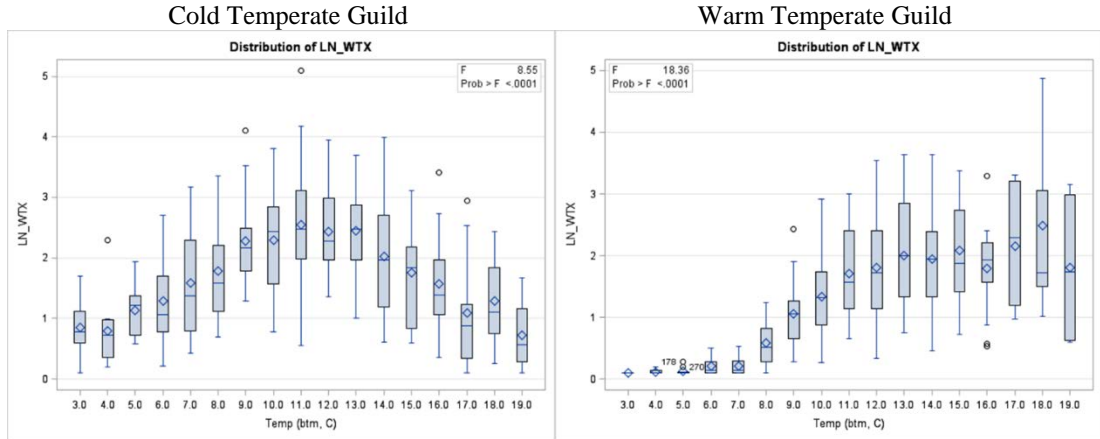 Cold Temperate Guild
Warm Temperate Guild
Distribution of LN_WTX
F 8.55
Prob > F <.0001
5
4
3
2
1
0
LN_WTX
3.0 4.0 5.0 6.0 7.0 8.0 9.0 10.0 11.0 12.0 13.0 14.0 15.0 16.0 17.0 18.0 19.0
Temp (btm, C)
Distribution of LN_WTX
F 18.36
Prob > F <.0001
5
4
3
2
1
0
LN_WTX
178
270
3.0 4.0 5.0 6.0 7.0 8.0 9.0 10.0 11.0 12.0 13.0 14.0 15.0 16.0 17.0 18.0 19.0
Temp (btm, C)